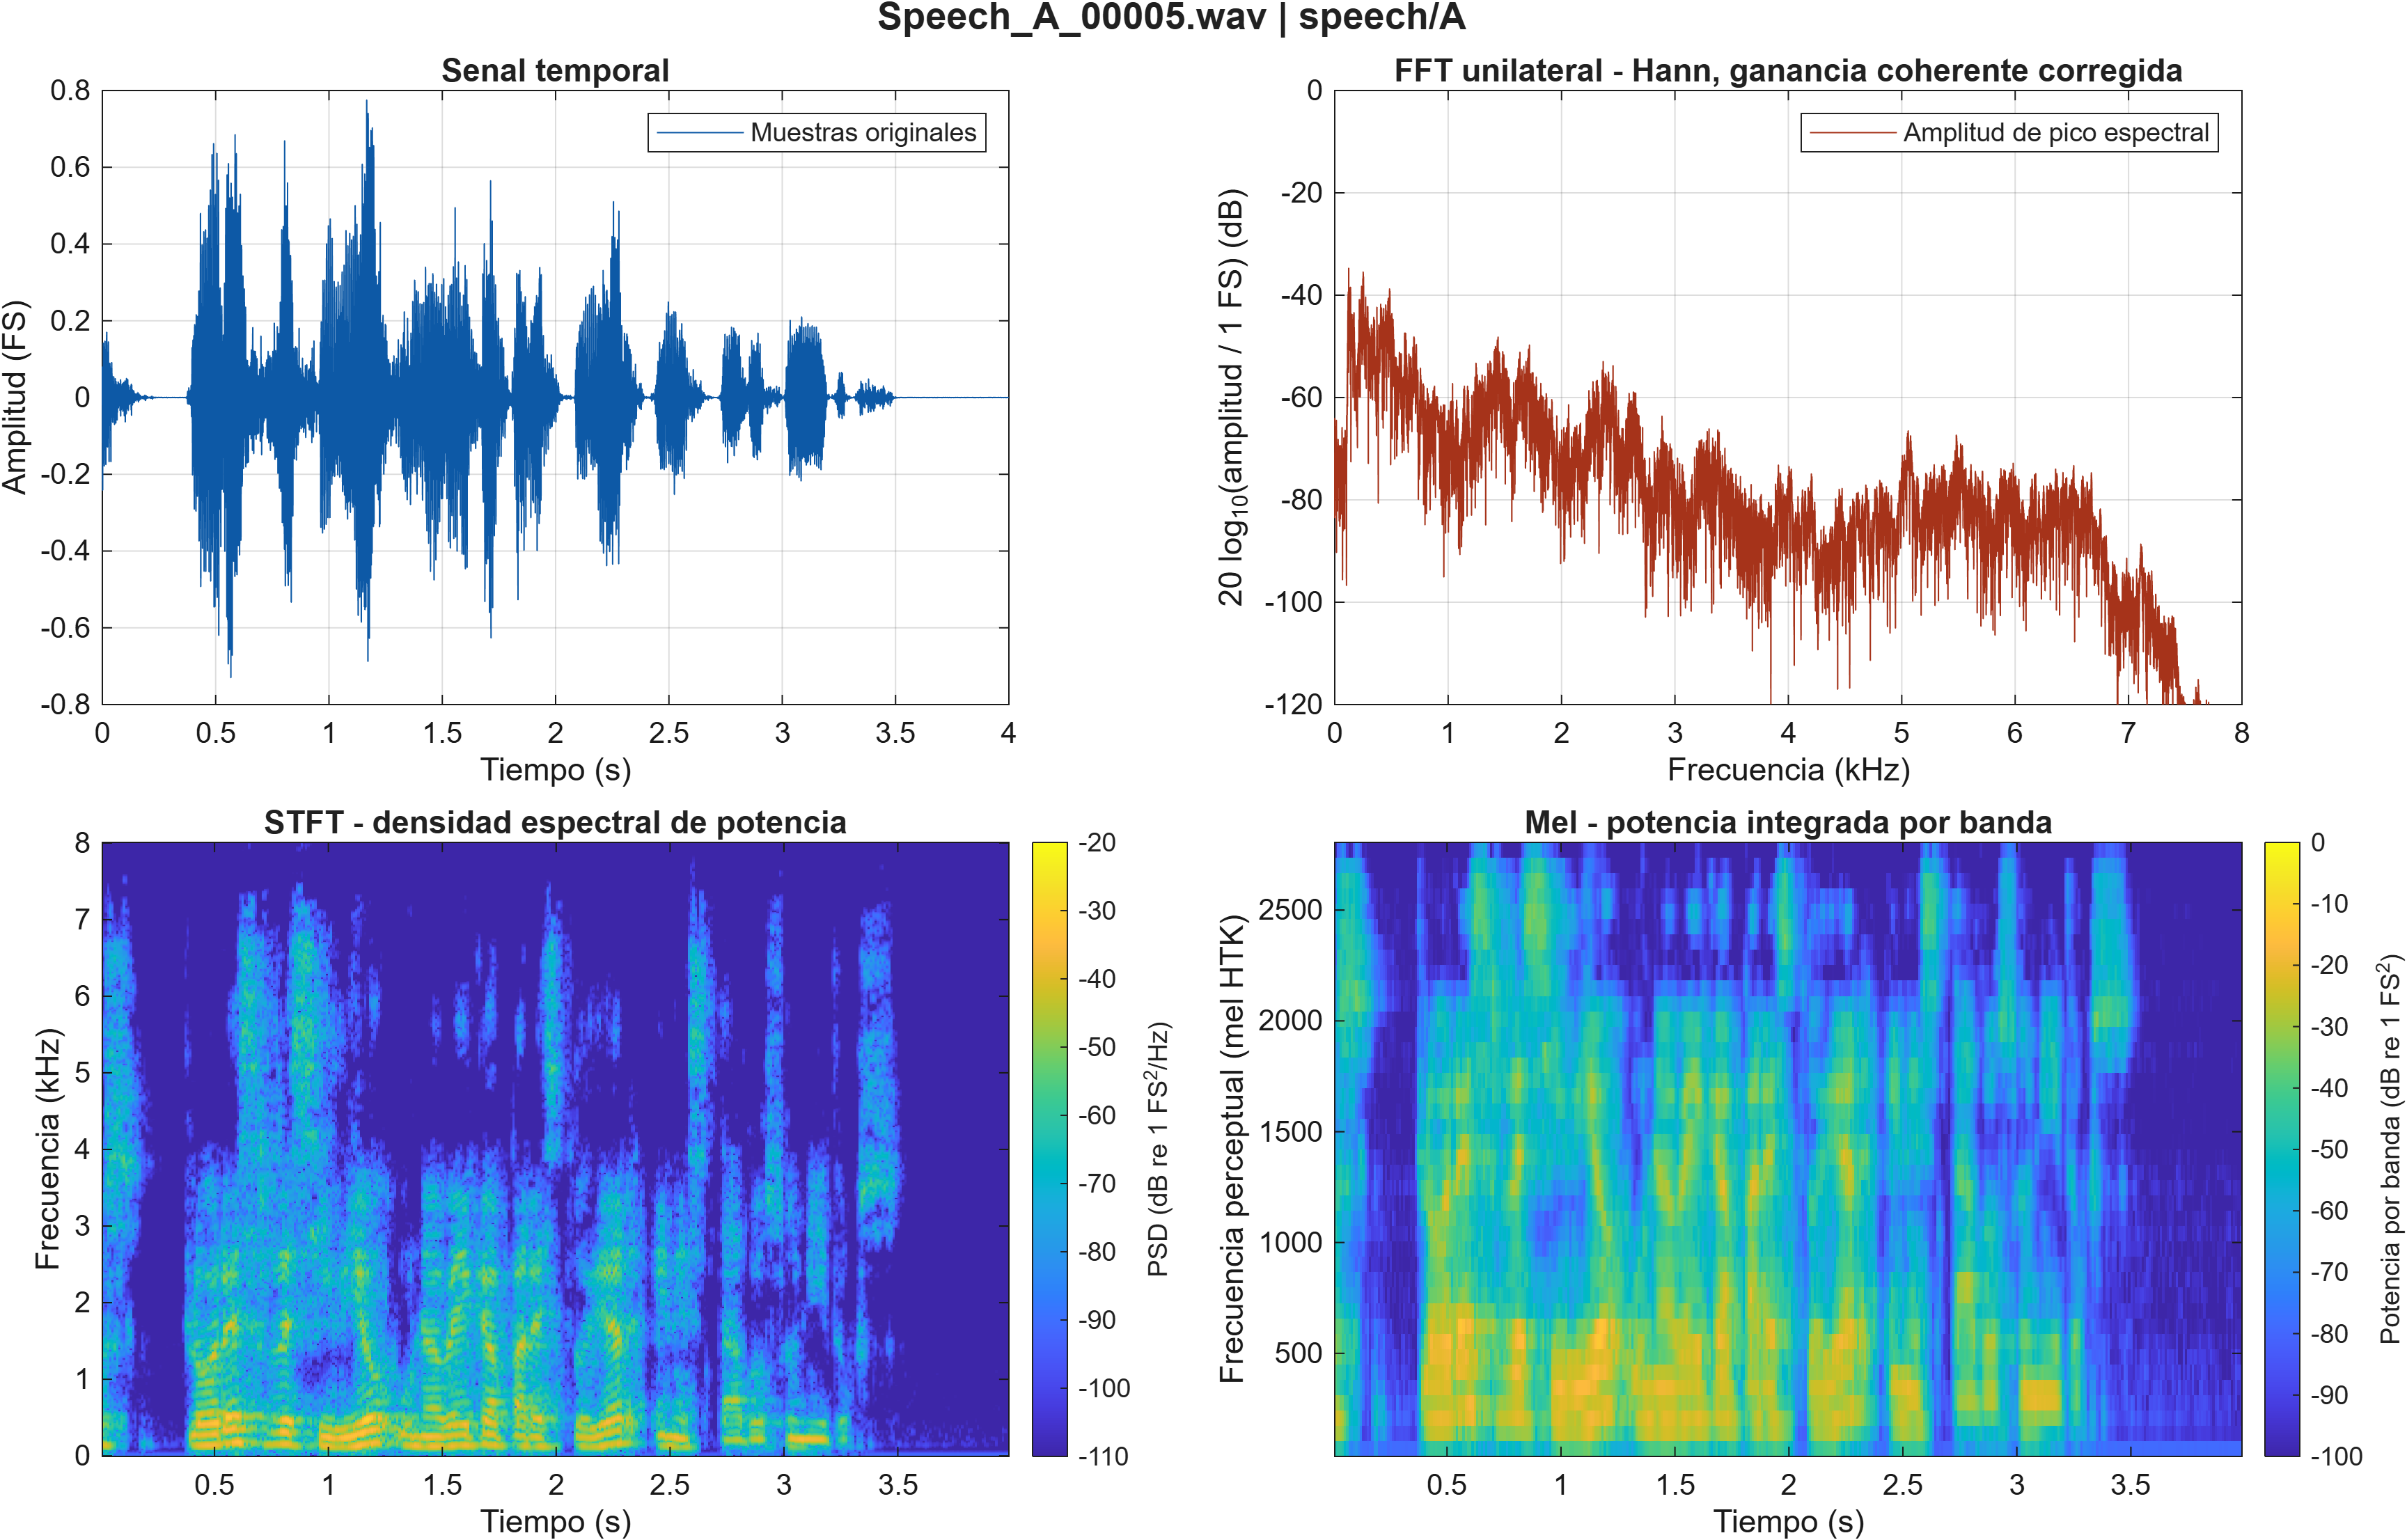 Speech_A_00005.wav | speech/A
Senal temporal
Muestras originales
Amplitud (FS)
0.8
0.6
0.4
0.2
0
-0.2
-0.4
-0.6
-0.8
0 0.5 1 1.5 2 2.5 3 3.5 4
Tiempo (s)
FFT unilateral - Hann, ganancia coherente corregida
Amplitud de pico espectral
20 log10(amplitud / 1 FS) (dB)
0
-20
-40
-60
-80
-100
-120
0 1 2 3 4 5 6 7 8
Frecuencia (kHz)
STFT - densidad espectral de potencia
Frecuencia (kHz)
8
7
6
5
4
3
2
1
0
0.5 1 1.5 2 2.5 3 3.5
Tiempo (s)
-20
-30
-40
-50
-60
-70
-80
-90
-100
-110
PSD (dB re 1 FS²/Hz)
Mel - potencia integrada por banda
Frecuencia perceptual (mel HTK)
2500
2000
1500
1000
500
0.5 1 1.5 2 2.5 3 3.5
Tiempo (s)
0
-10
-20
-30
-40
-50
-60
-70
-80
-90
-100
Potencia por banda (dB re 1 FS²)